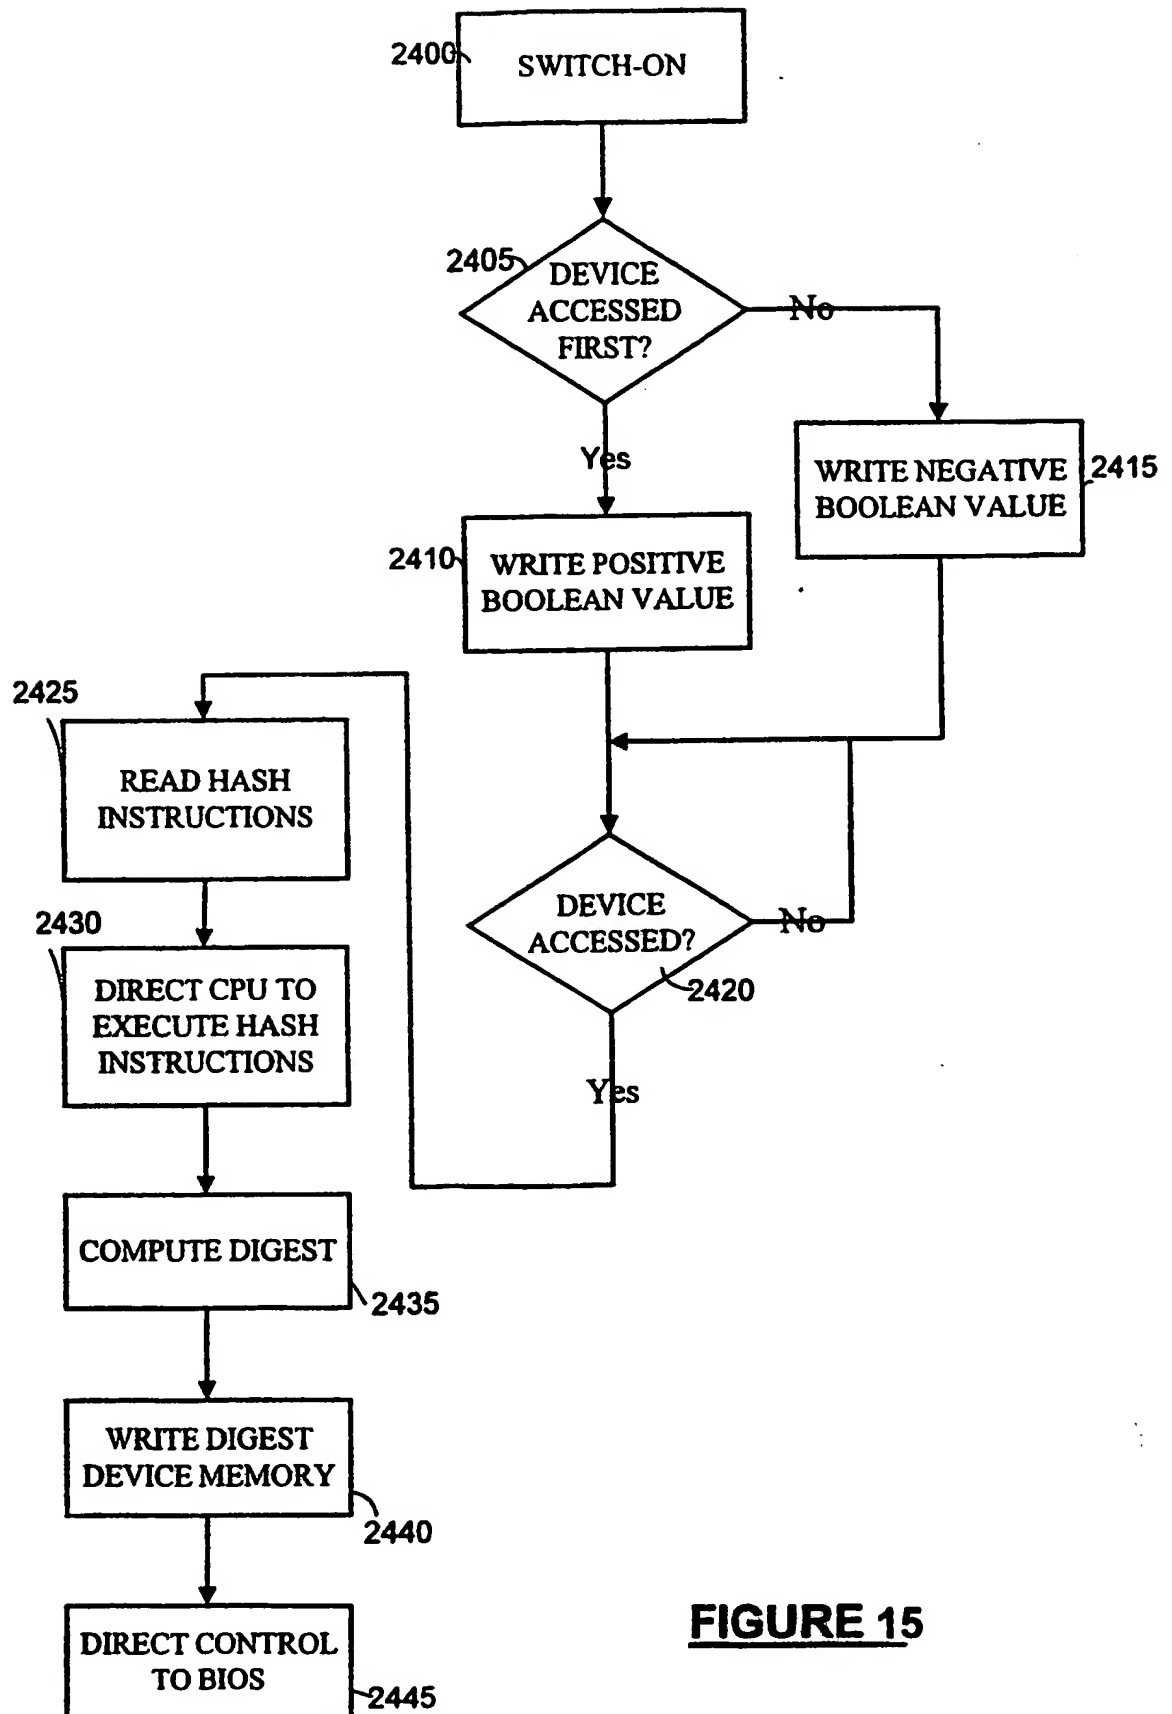 2400
SWITCH-ON
2405
DEVICE
ACCESSED
FIRST?
No
Yes
WRITE NEGATIVE
BOOLEAN VALUE
2415
2410
WRITE POSITIVE
BOOLEAN VALUE
2425
READ HASH
INSTRUCTIONS
DEVICE
ACCESSED?
No
2420
Yes
2430
DIRECT CPU TO
EXECUTE HASH
INSTRUCTIONS
COMPUTE DIGEST
2435
WRITE DIGEST
DEVICE MEMORY
2440
DIRECT CONTROL
TO BIOS
2445
FIGURE 15